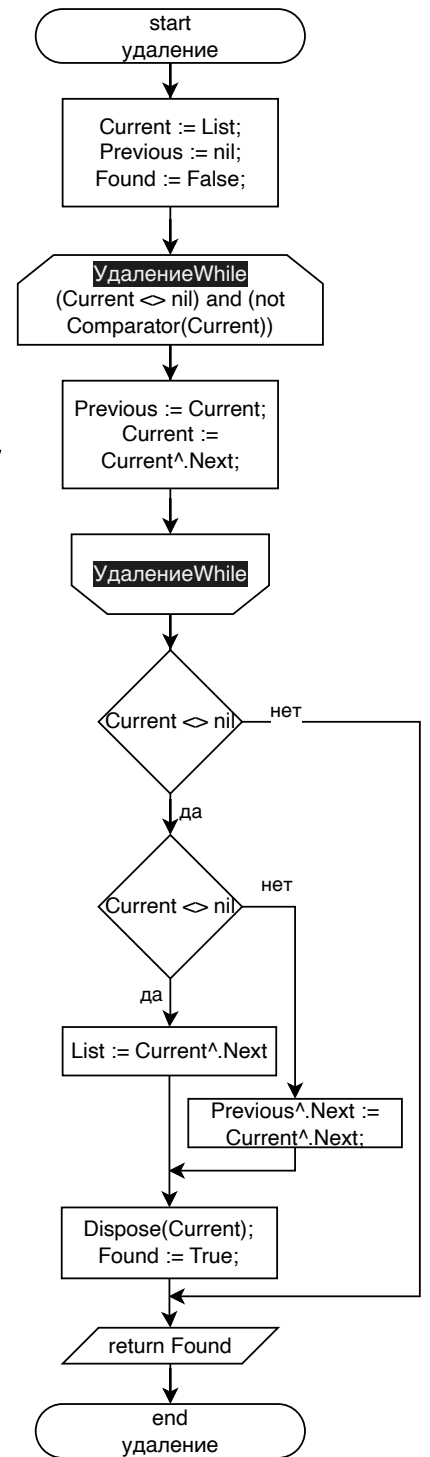 start
удаление
Current := List;
Previous := nil;
Found := False;
УдалениеWhile
(Current <> nil) and (not
Comparator(Current))
Previous := Current;
Current :=
Current^.Next;
УдалениеWhile
Current <> nil
нет
да
Current <> nil
нет
да
List := Current^.Next
Previous^.Next :=
Current^.Next;
Dispose(Current);
Found := True;
return Found
end
удаление